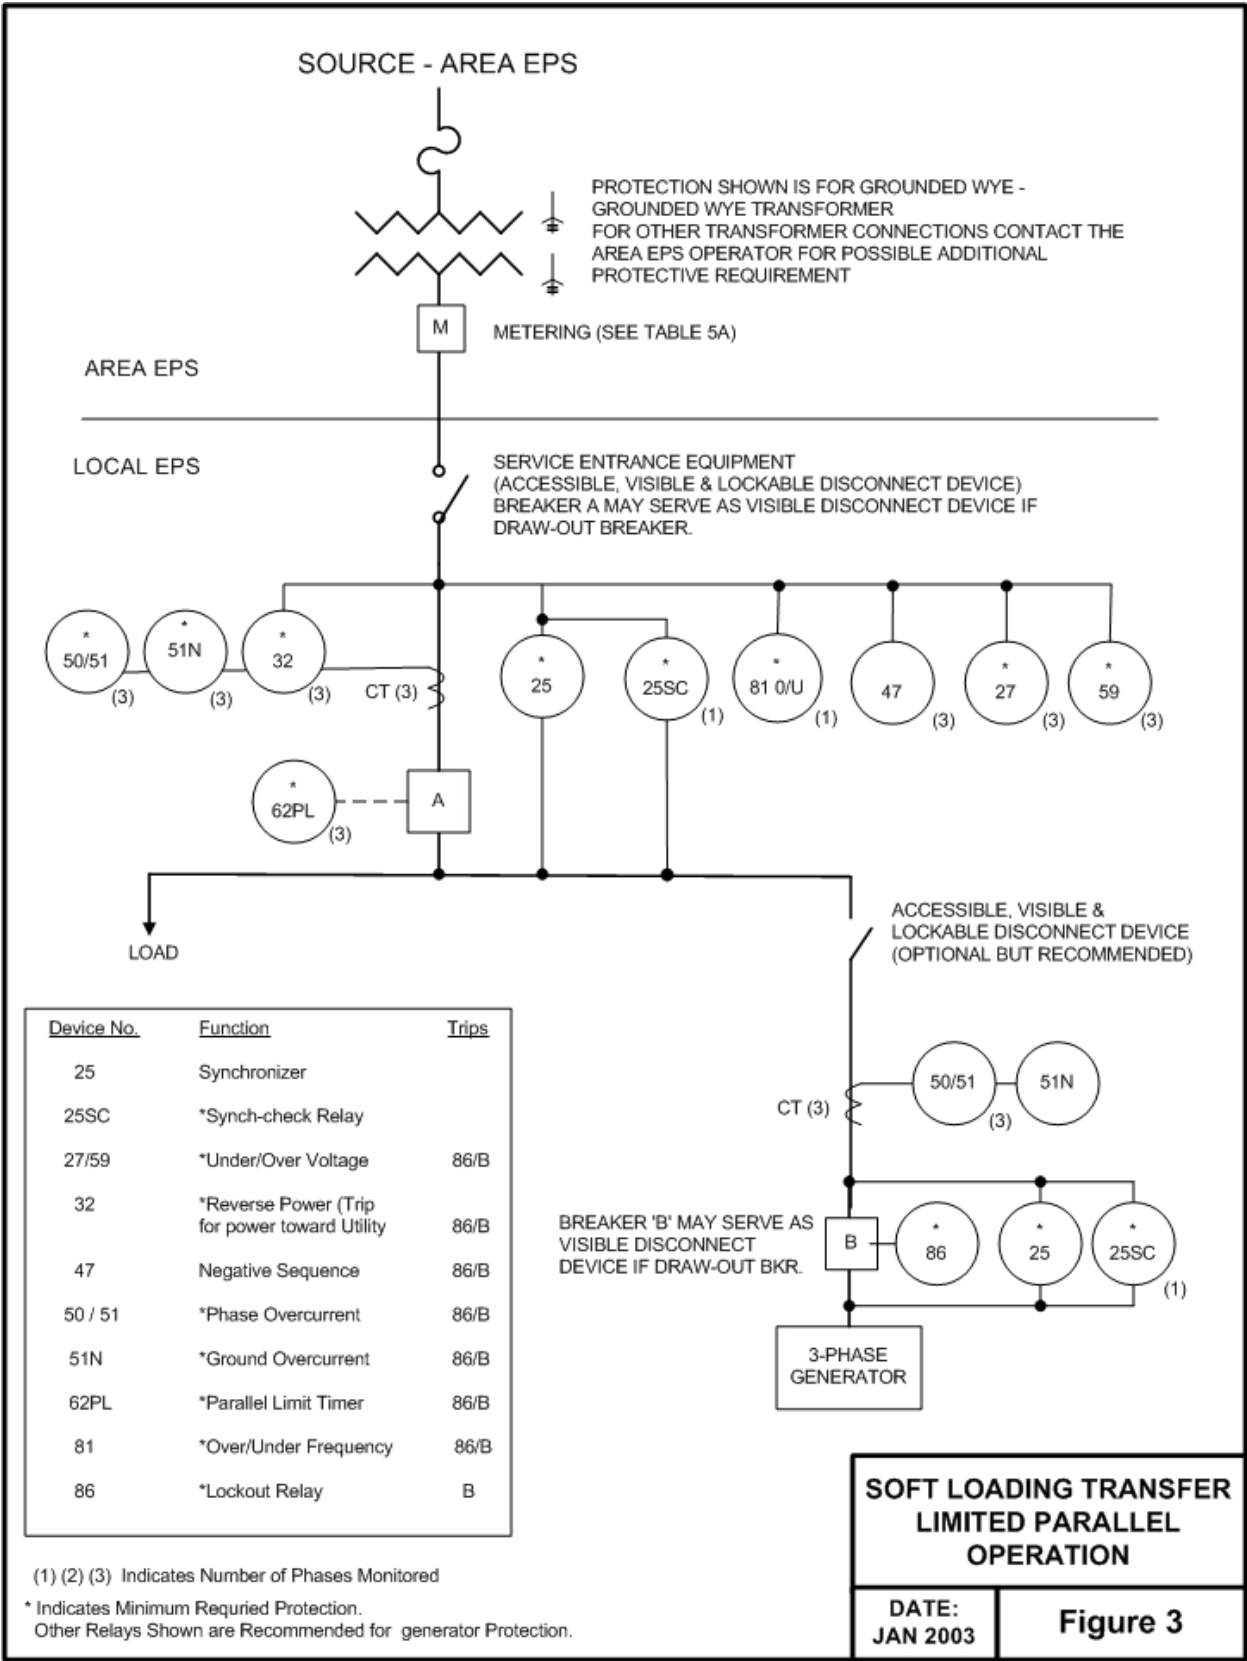 SOURCE - AREA EPS
PROTECTION SHOWN IS FOR GROUNDED WYE -
GROUNDED WYE TRANSFORMER
FOR OTHER TRANSFORMER CONNECTIONS CONTACT THE
AREA EPS OPERATOR FOR POSSIBLE ADDITIONAL
PROTECTIVE REQUIREMENT
M
METERING (SEE TABLE 5A)
AREA EPS
LOCAL EPS
SERVICE ENTRANCE EQUIPMENT
(ACCESSIBLE, VISIBLE & LOCKABLE DISCONNECT DEVICE)
BREAKER A MAY SERVE AS VISIBLE DISCONNECT DEVICE IF
DRAW-OUT BREAKER.
* 50/51 (3)
* 51N (3)
* 32 (3)
CT (3)
* 25
* 25SC (1)
* 81 0/U (1)
47 (3)
* 27 (3)
* 59 (3)
* 62PL (3)
A
LOAD
ACCESSIBLE, VISIBLE &
LOCKABLE DISCONNECT DEVICE
(OPTIONAL BUT RECOMMENDED)
CT (3)
50/51 (3)
51N
BREAKER 'B' MAY SERVE AS
VISIBLE DISCONNECT
DEVICE IF DRAW-OUT BKR.
B
* 86
* 25
* 25SC (1)
3-PHASE
GENERATOR
Device No. Function Trips
25 Synchronizer
25SC *Synch-check Relay
27/59 *Under/Over Voltage 86/B
32 *Reverse Power (Trip
for power toward Utility 86/B
47 Negative Sequence 86/B
50 / 51 *Phase Overcurrent 86/B
51N *Ground Overcurrent 86/B
62PL *Parallel Limit Timer 86/B
81 *Over/Under Frequency 86/B
86 *Lockout Relay B
(1) (2) (3) Indicates Number of Phases Monitored
* Indicates Minimum Requried Protection.
Other Relays Shown are Recommended for generator Protection.
SOFT LOADING TRANSFER
LIMITED PARALLEL
OPERATION
DATE:
JAN 2003
Figure 3